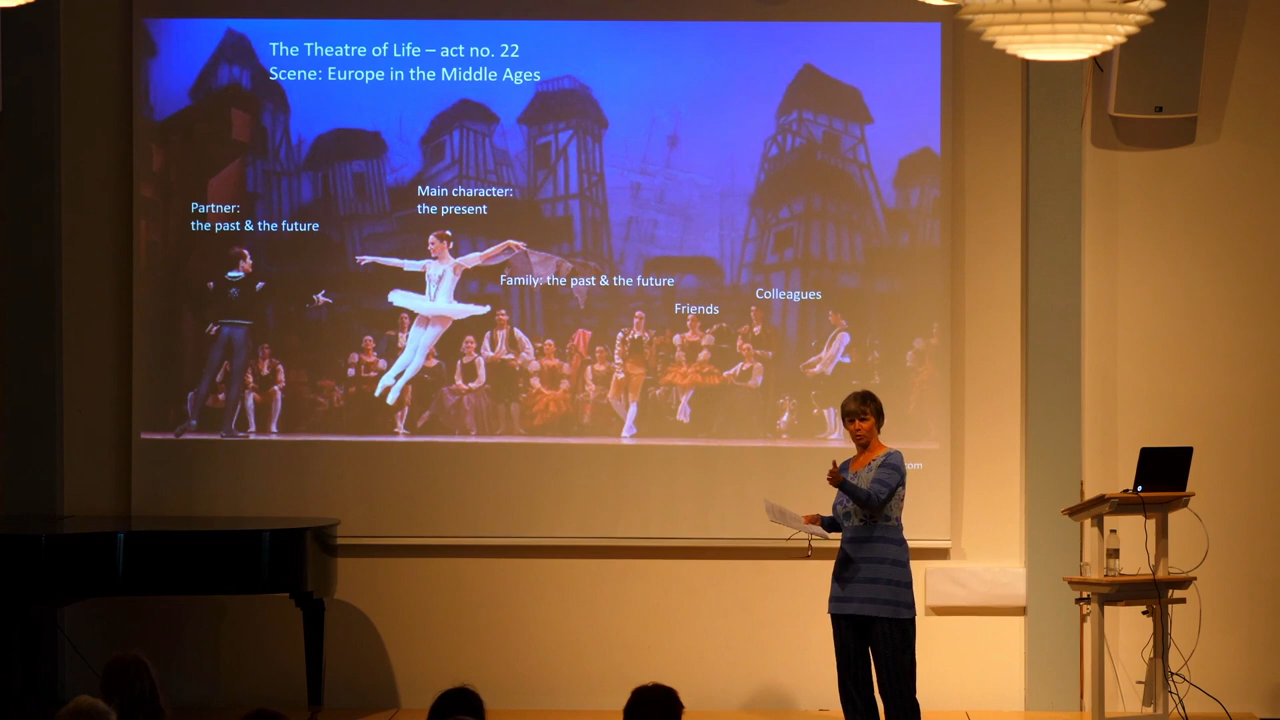 The Theatre of Life – act no. 22
Scene: Europe in the Middle Ages
Main character:
the present
Partner:
the past & the future
Family: the past & the future
Friends
Colleagues
com